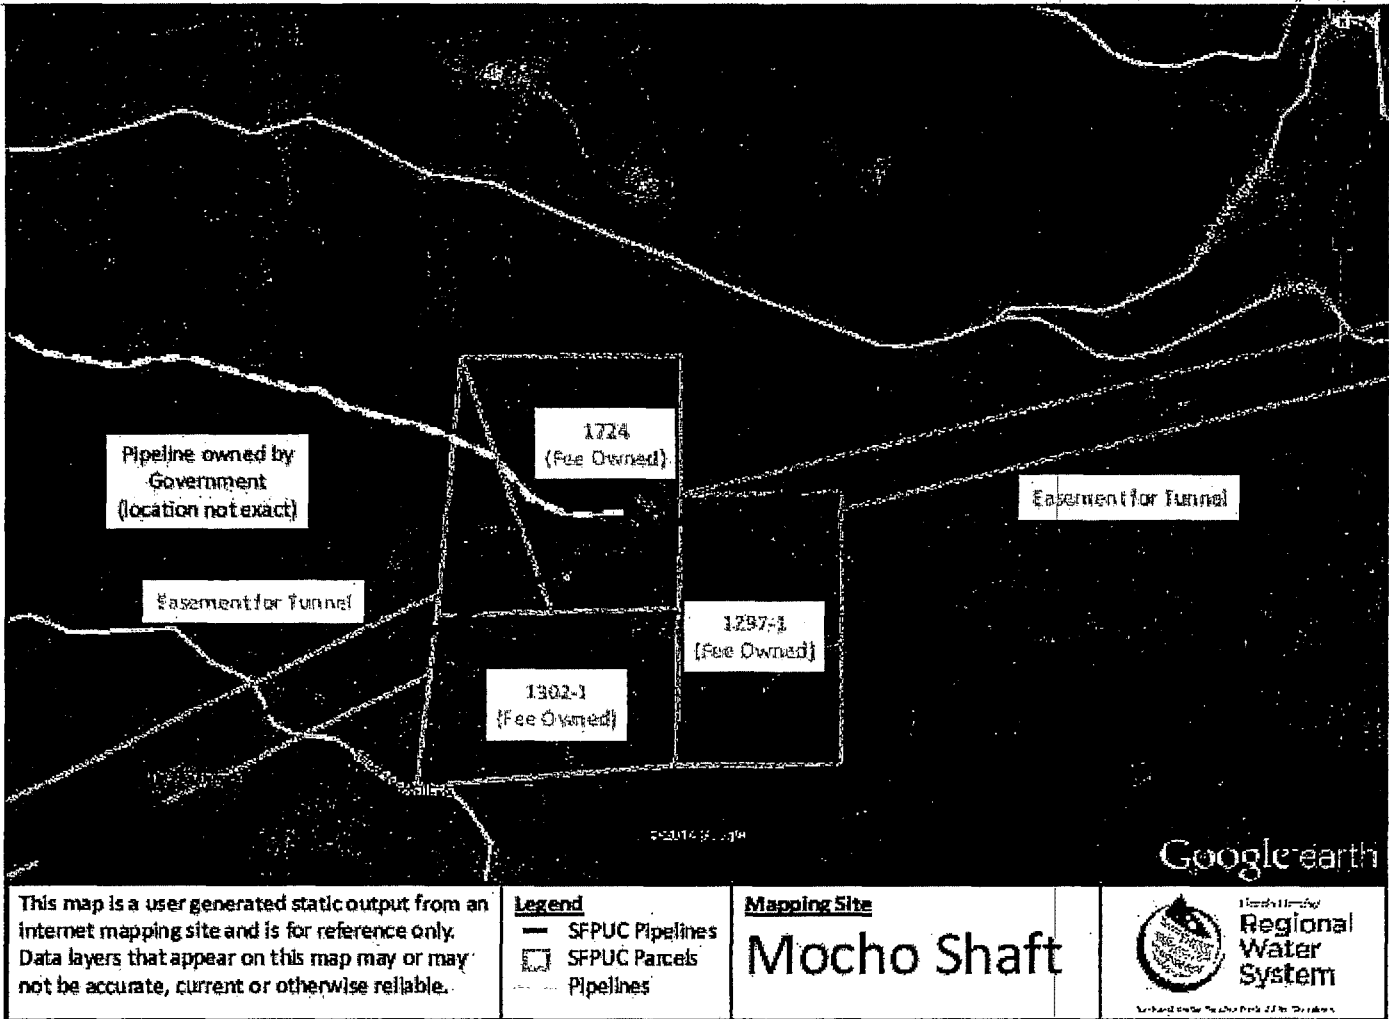 1724
(Fee Owned)
Pipeline owned by
Government
(location not exact)
Easement for Tunnel
Easement for Tunnel
1297-1
(Fee Owned)
1302-1
(Fee Owned)
Google earth
This map is a user generated static output from an
internet mapping site and is for reference only.
Data layers that appear on this map may or may
not be accurate, current or otherwise reliable.
Legend
SFPUC Pipelines
SFPUC Parcels
Pipelines
Mapping Site
Mocho Shaft
Regional
Water
System